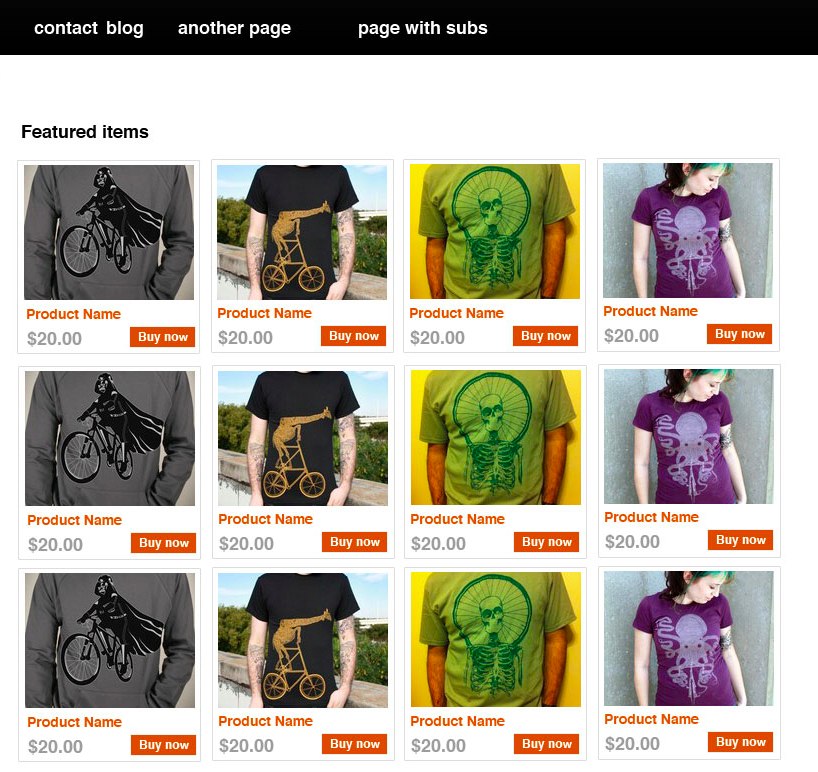 contact blog another page page with subs
Featured items
Product Name Product Name Product Name Product Name
$20.00 Buy now $20.00 Buy now $20.00 Buy now $20.00 Buy now
Product Name Product Name Product Name Product Name
$20.00 Buy now $20.00 Buy now $20.00 Buy now $20.00 Buy now
Product Name Product Name Product Name Product Name
$20.00 Buy now $20.00 Buy now $20.00 Buy now $20.00 Buy now